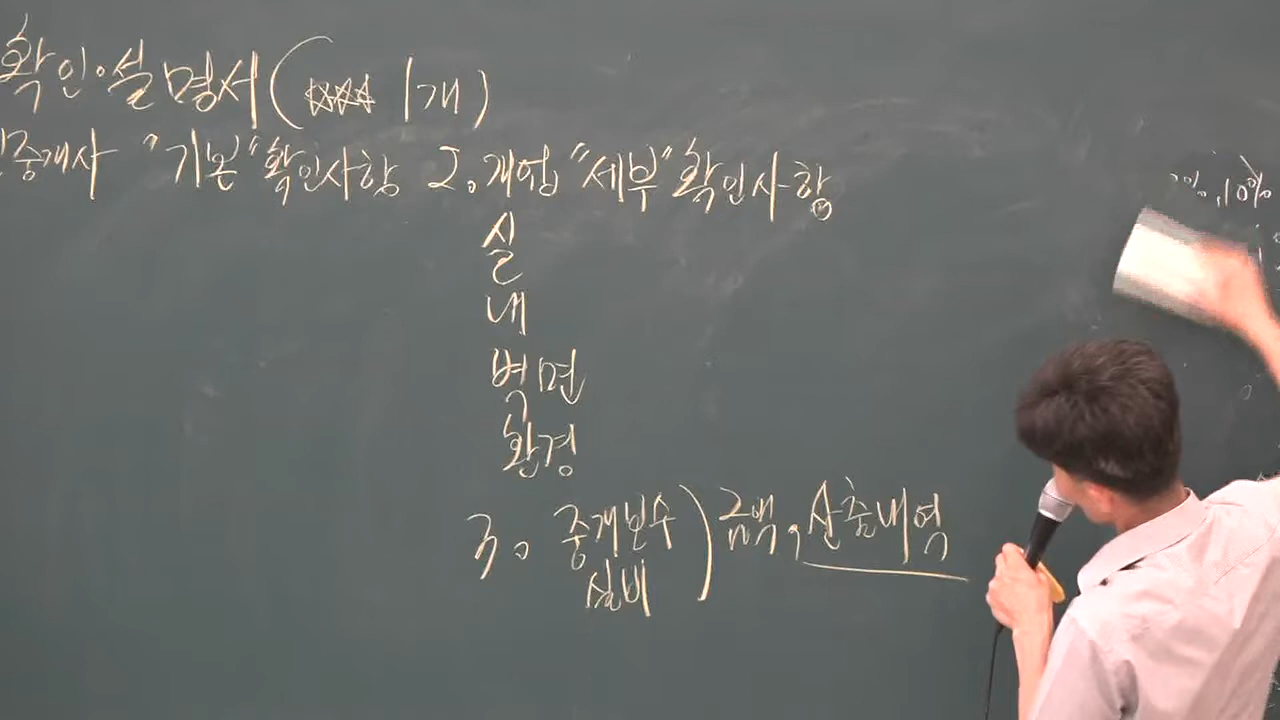 확인·설명서(☆☆☆ 1개)
중개사 "기본"확인사항 2. 개업 "세부"확인사항
실
내
벽면
환경
3. 중개보수
실비) 금액, 산출내역
%, 10%